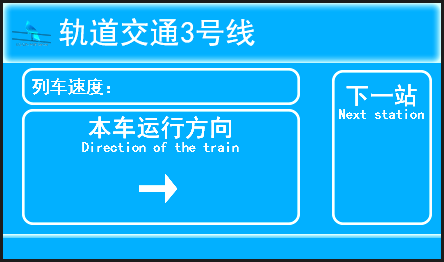 轨道交通3号线
列车速度:
本车运行方向
Direction of the train
下一站
Next station